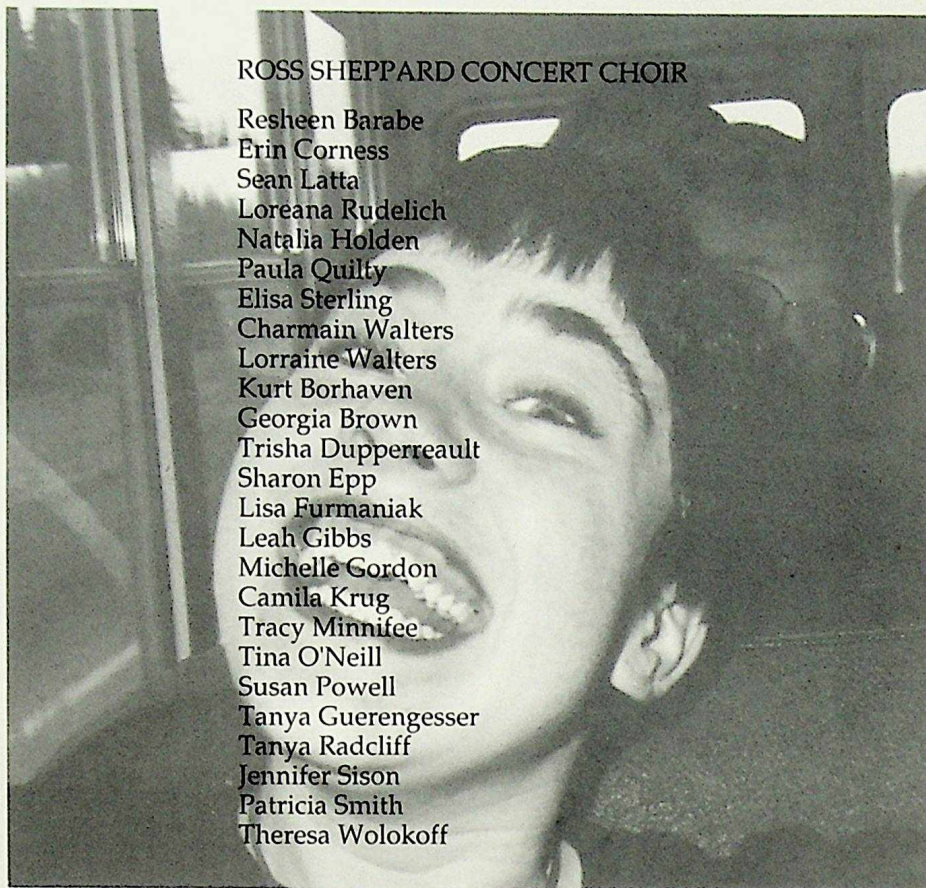 ROSS SHEPPARD CONCERT CHOIR
Resheen Barabe
Erin Corness
Sean Latta
Loreana Rudelich
Natalia Holden
Paula Quilty
Elisa Sterling
Charmain Walters
Lorraine Walters
Kurt Borhaven
Georgia Brown
Trisha Dupperreault
Sharon Epp
Lisa Furmaniak
Leah Gibbs
Michelle Gordon
Camila Krug
Tracy Minnifee
Tina O'Neill
Susan Powell
Tanya Guerengesser
Tanya Radcliff
Jennifer Sison
Patricia Smith
Theresa Wolokoff